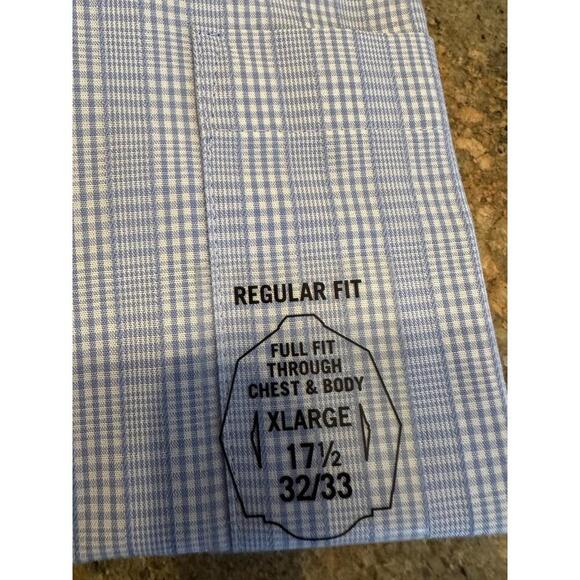 REGULAR FIT
FULL FIT
THROUGH
CHEST & BODY
XLARGE
17½
32/33